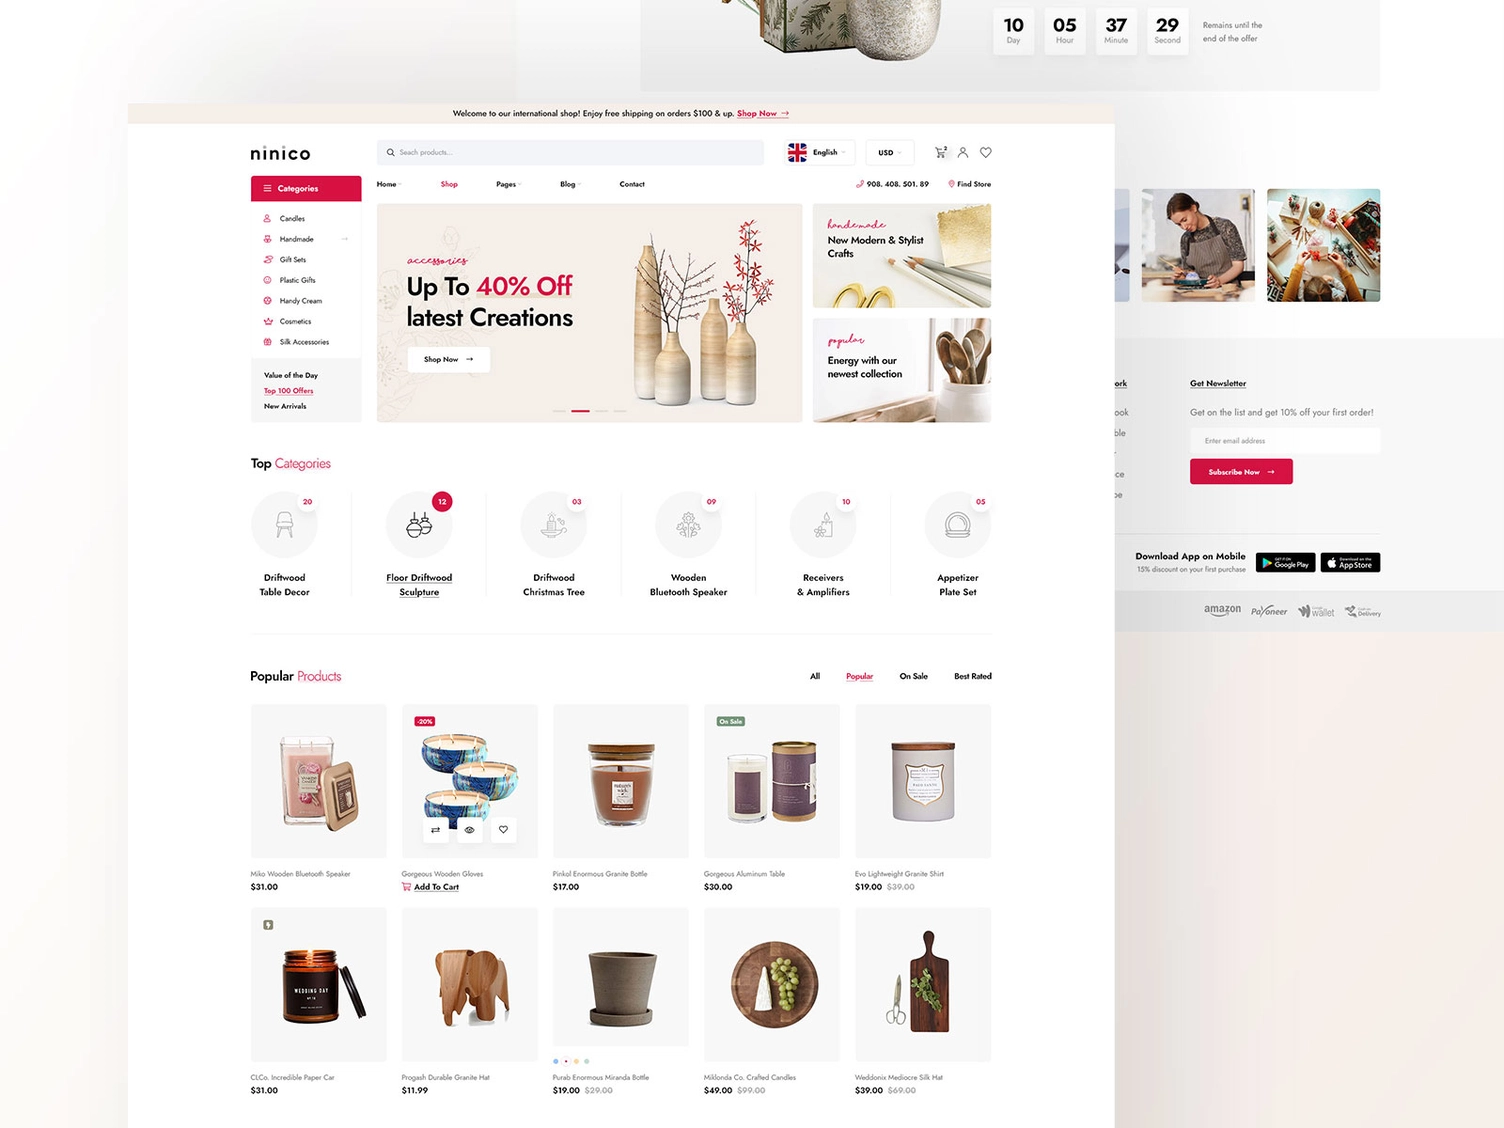 10 05 37 29
Day Hour Minute Second
Remains until the
end of the offer
Welcome to our international shop! Enjoy free shipping on orders $100 & up. Shop Now
ninico
Seach products...
English
USD
3
Categories
Home Shop Pages Blog Contact
908. 408. 501. 89
Find Store
Candles
Handmade
Gift Sets
Plastic Gifts
Handy Cream
Cosmetics
Silk Accessories
Value of the Day
Top 100 Offers
New Arrivals
accessories
Up To 40% Off
latest Creations
Shop Now
handmade
New Modern & Stylist
Crafts
popular
Energy with our
newest collection
Top Categories
20 12 03 09 10 05
Driftwood
Table Decor
Floor Driftwood
Sculpture
Driftwood
Christmas Tree
Wooden
Bluetooth Speaker
Receivers
& Amplifiers
Appetizer
Plate Set
Popular Products
All Popular On Sale Best Rated
-20%
On Sale
Miko Wooden Bluetooth Speaker
$31.00
Gorgeous Wooden Gloves
Add To Cart
Pinkol Enormous Granite Bottle
$17.00
Gorgeous Aluminum Table
$30.00
Evo Lightweight Granite Shirt
$19.00 $39.00
WEDDING DAY
CLCo. Incredible Paper Car
$31.00
Progash Durable Granite Hat
$11.99
Purab Enormous Miranda Bottle
$19.00 $29.00
Miklonda Co. Crafted Candles
$49.00 $99.00
Weddonix Mediocre Silk Hat
$39.00 $69.00
ork
ook
ble
r
ce
be
Get Newsletter
Get on the list and get 10% off your first order!
Enter email address
Subscribe Now
Download App on Mobile
15% discount on your first purchase
GET IT ON
Google Play
Download on the
App Store
amazon
Payoneer
wallet
Delivery